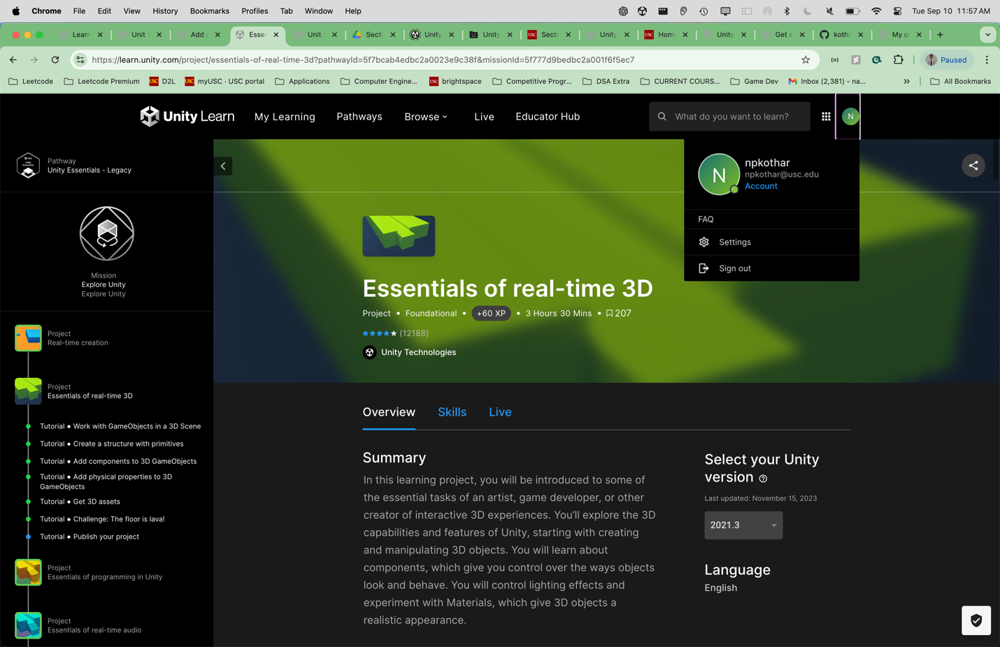 Chrome File Edit View History Bookmarks Profiles Tab Window Help
Tue Sep 10 11:57 AM
Learn Unit Add Esse Unit Secti Unity Unity Secti Unity Hom Unity Get s kotha My u
https://learn.unity.com/project/essentials-of-real-time-3d?pathwayId=5f7bcab4edbc2a0023e9c38f&missionId=5f777d9bedbc2a001f6f5ec7
Paused
Leetcode Leetcode Premium USC D2L USC myUSC - USC portal Applications Computer Engine... USC brightspace Competitive Progr... DSA Extra CURRENT COURS... Game Dev Inbox (2,381) - na... » All Bookmarks
Unity Learn My Learning Pathways Browse Live Educator Hub
What do you want to learn?
N
N
npkothar
npkothar@usc.edu
Account
FAQ
Settings
Sign out
Pathway
Unity Essentials - Legacy
Mission
Explore Unity
Explore Unity
Project
Real-time creation
Project
Essentials of real-time 3D
Tutorial ● Work with GameObjects in a 3D Scene
Tutorial ● Create a structure with primitives
Tutorial ● Add components to 3D GameObjects
Tutorial ● Add physical properties to 3D
GameObjects
Tutorial ● Get 3D assets
Tutorial ● Challenge: The floor is lava!
Tutorial ● Publish your project
Project
Essentials of programming in Unity
Project
Essentials of real-time audio
Essentials of real-time 3D
Project • Foundational • +60 XP • 3 Hours 30 Mins • 207
(12188)
Unity Technologies
Overview Skills Live
Summary
In this learning project, you will be introduced to some of
the essential tasks of an artist, game developer, or other
creator of interactive 3D experiences. You'll explore the 3D
capabilities and features of Unity, starting with creating
and manipulating 3D objects. You will learn about
components, which give you control over the ways objects
look and behave. You will control lighting effects and
experiment with Materials, which give 3D objects a
realistic appearance.
Select your Unity
version
Last updated: November 15, 2023
2021.3
Language
English